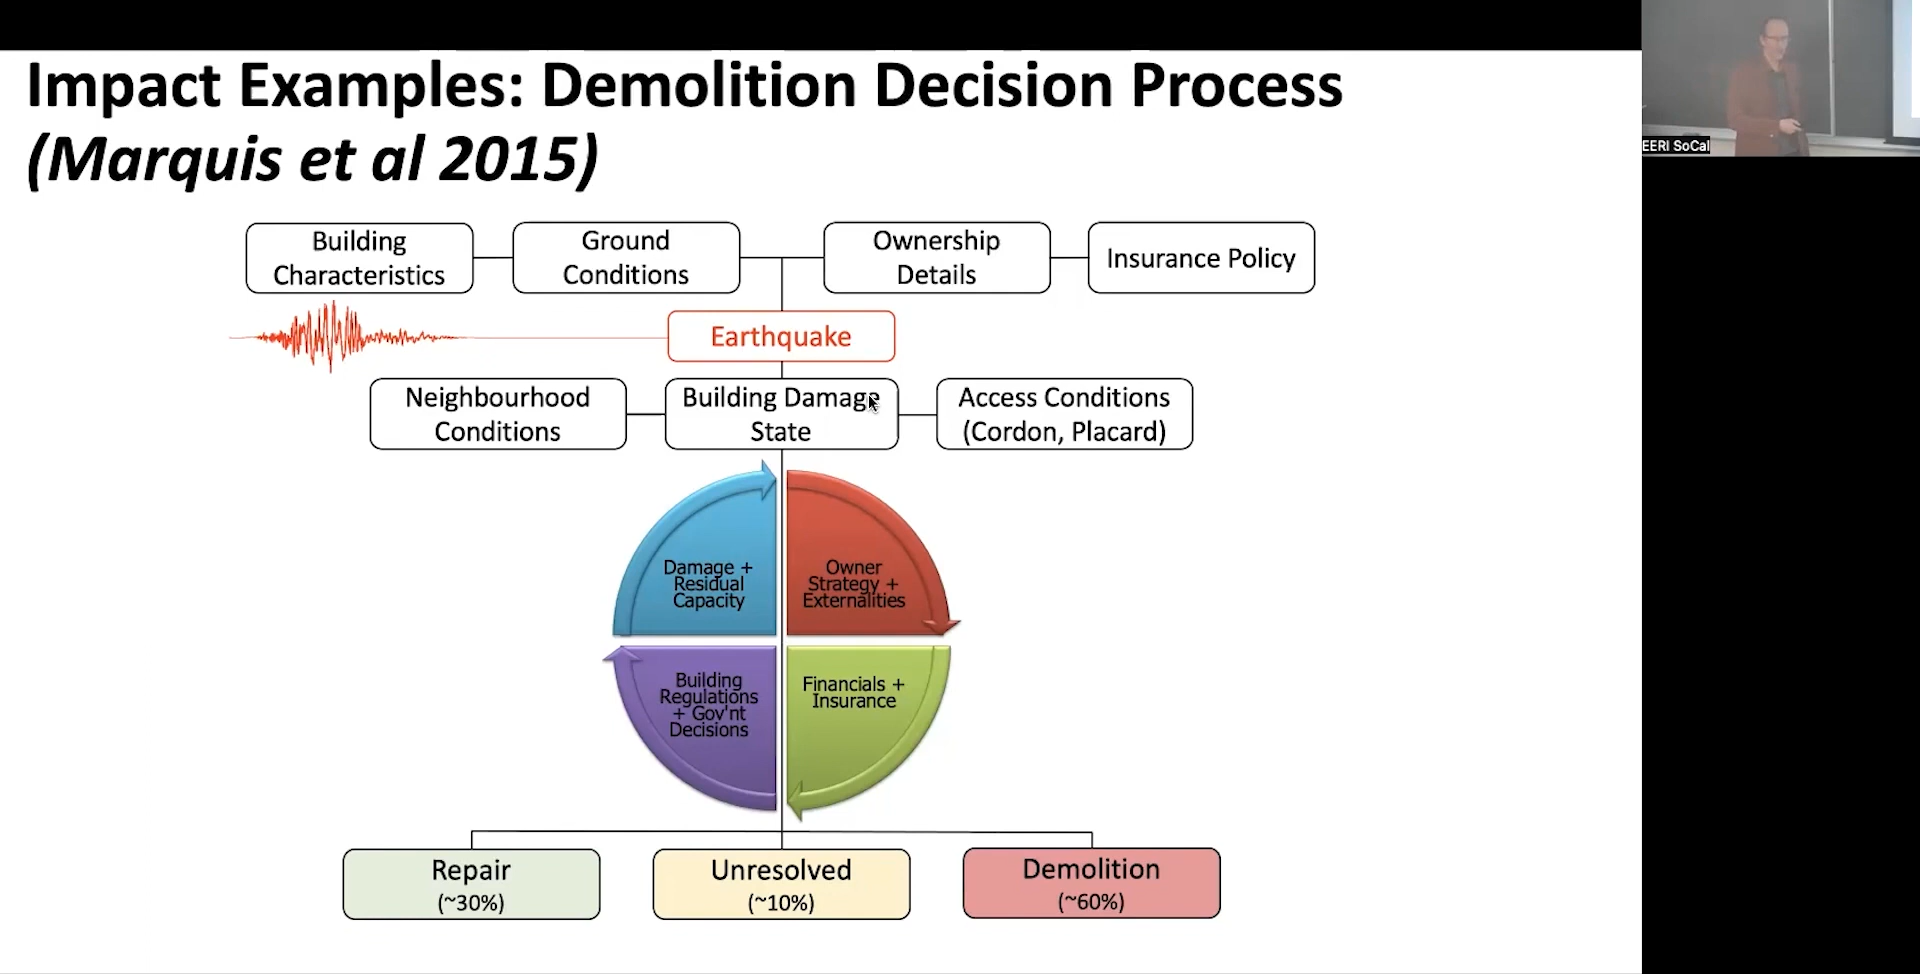 Impact Examples: Demolition Decision Process
(Marquis et al 2015)
EERI SoCal
Building
Characteristics
Ground
Conditions
Ownership
Details
Insurance Policy
Earthquake
Neighbourhood
Conditions
Building Damage
State
Access Conditions
(Cordon, Placard)
Damage +
Residual
Capacity
Owner
Strategy +
Externalities
Building
Regulations
+ Gov'nt
Decisions
Financials +
Insurance
Repair
(~30%)
Unresolved
(~10%)
Demolition
(~60%)